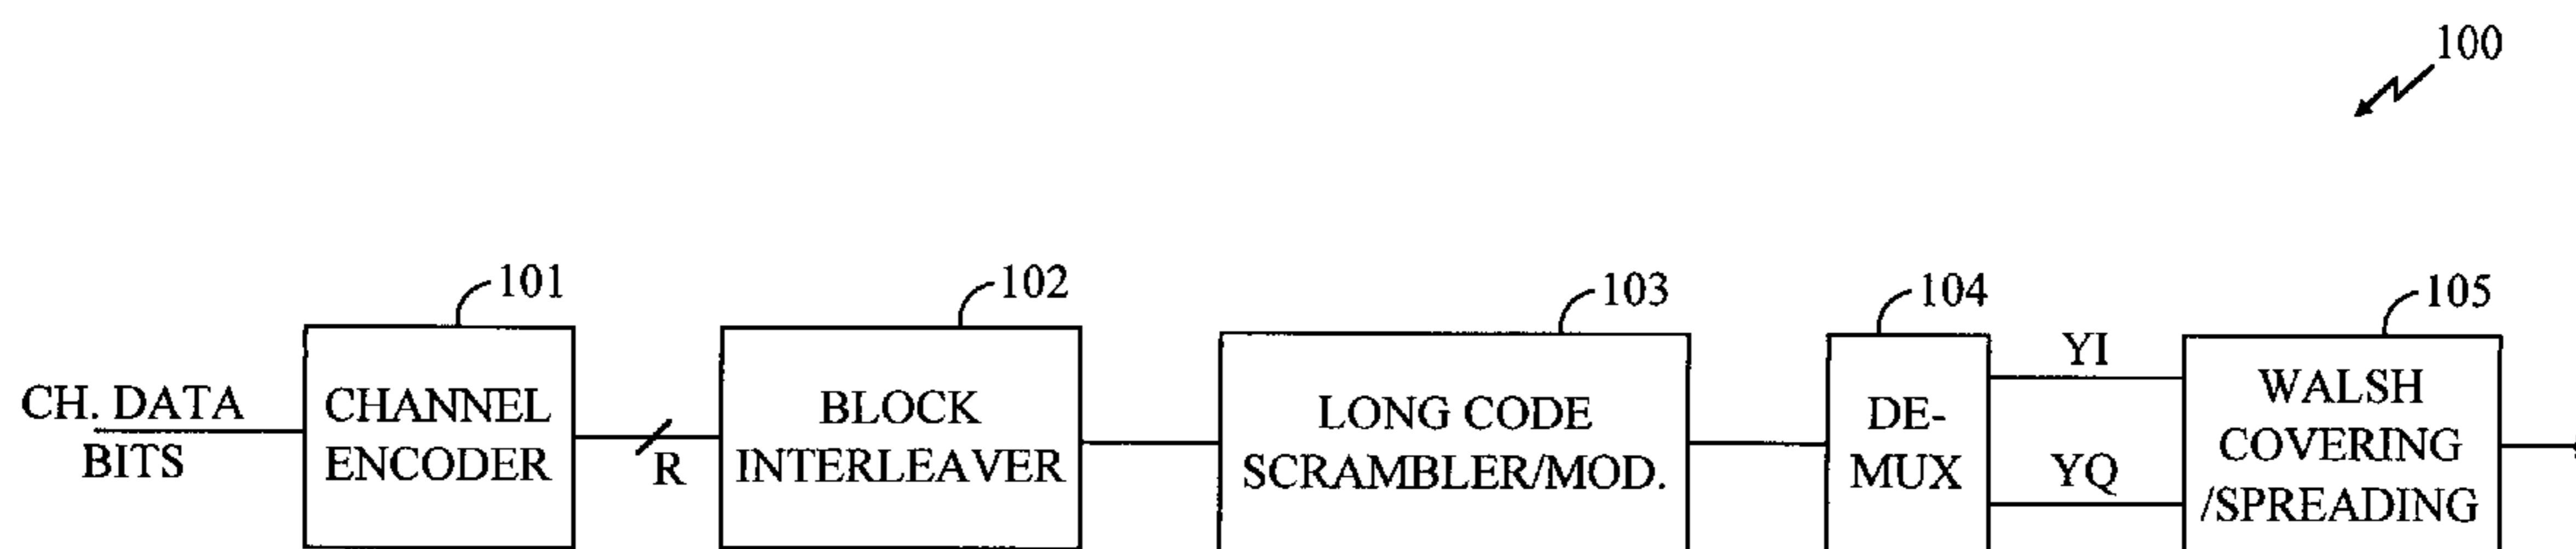 100
101
102
103
104
105
CH. DATA
BITS
CHANNEL
ENCODER
R
BLOCK
INTERLEAVER
LONG CODE
SCRAMBLER/MOD.
DE-
MUX
YI
YQ
WALSH
COVERING
/SPREADING